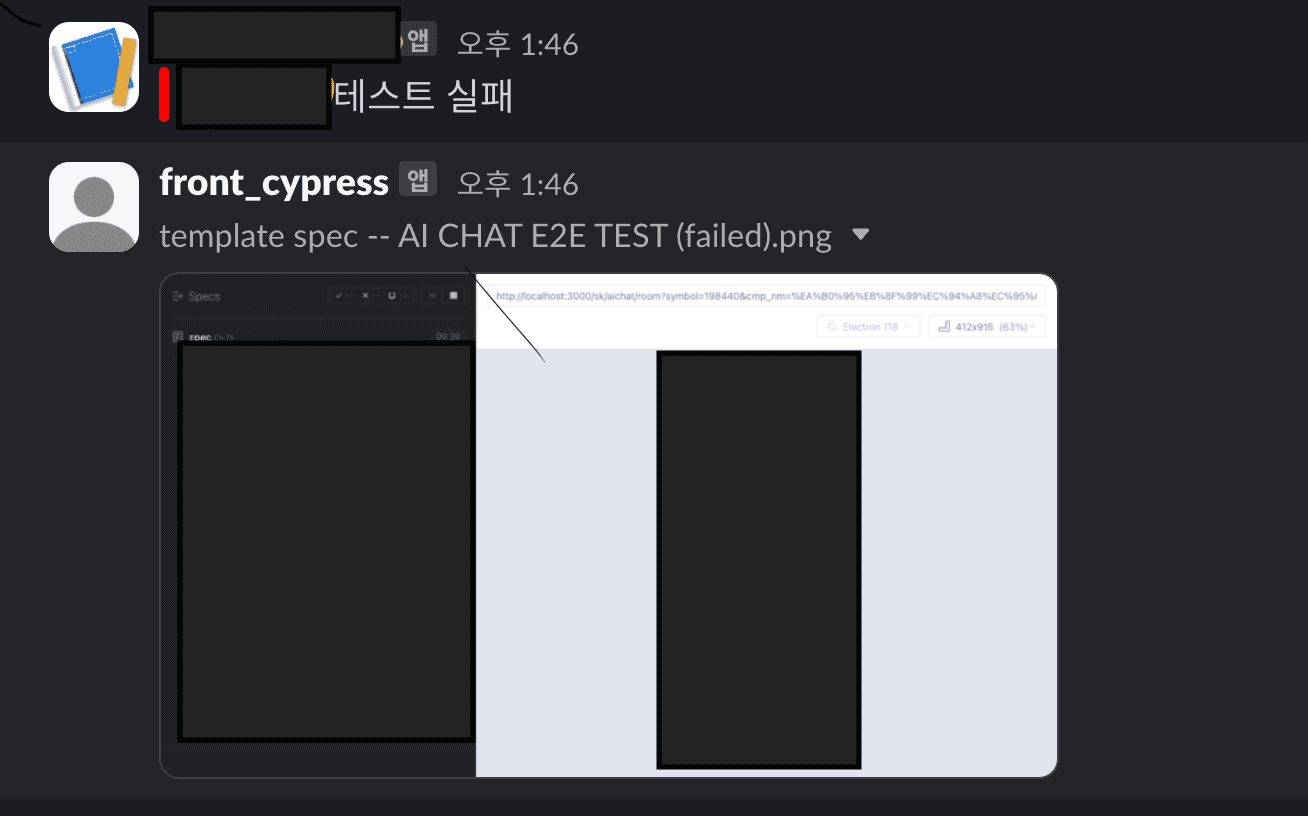 앱 오후 1:46
테스트 실패
front_cypress 앱 오후 1:46
template spec -- AI CHAT E2E TEST (failed).png
Specs
http://localhost:3000/sk/aichat/room?symbol=198440&cmp_nm=%EA%B0%95%EB%8F%99%EC%94%A8%EC%95%
spec.cy.ts 00:20
Electron 118 412x915 (63%)